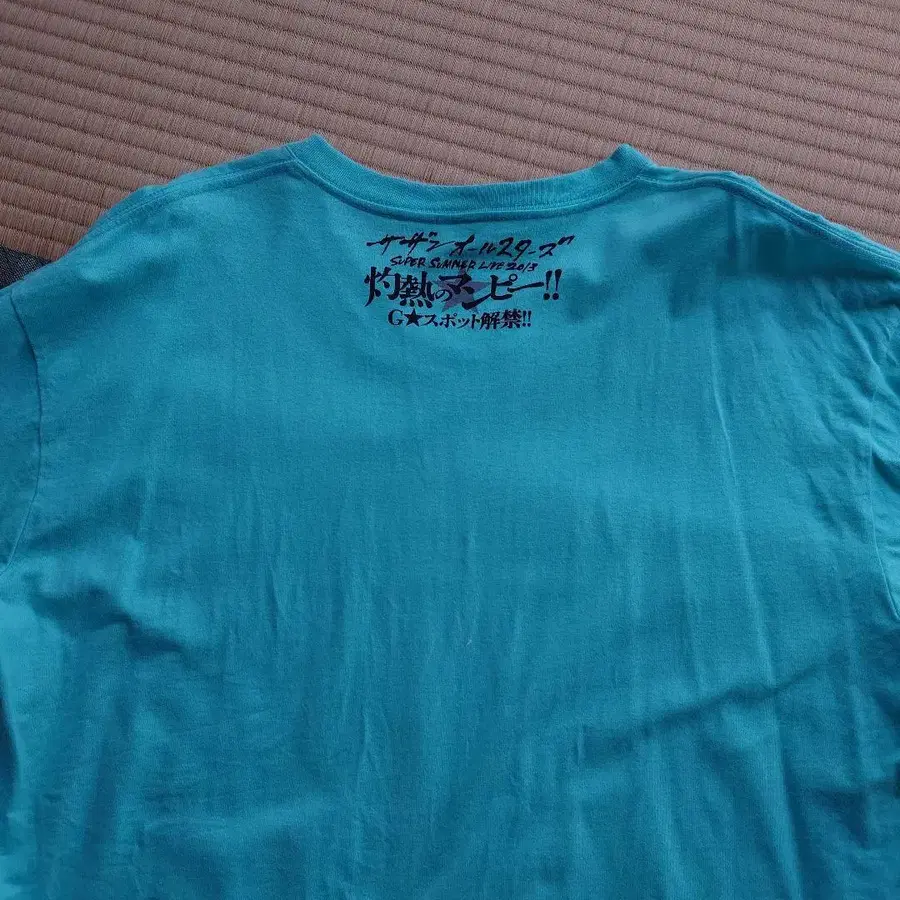 サザンオールスターズ
SUPER SUMMER LIVE 2013
灼熱のマンピー!!
G★スポット解禁!!